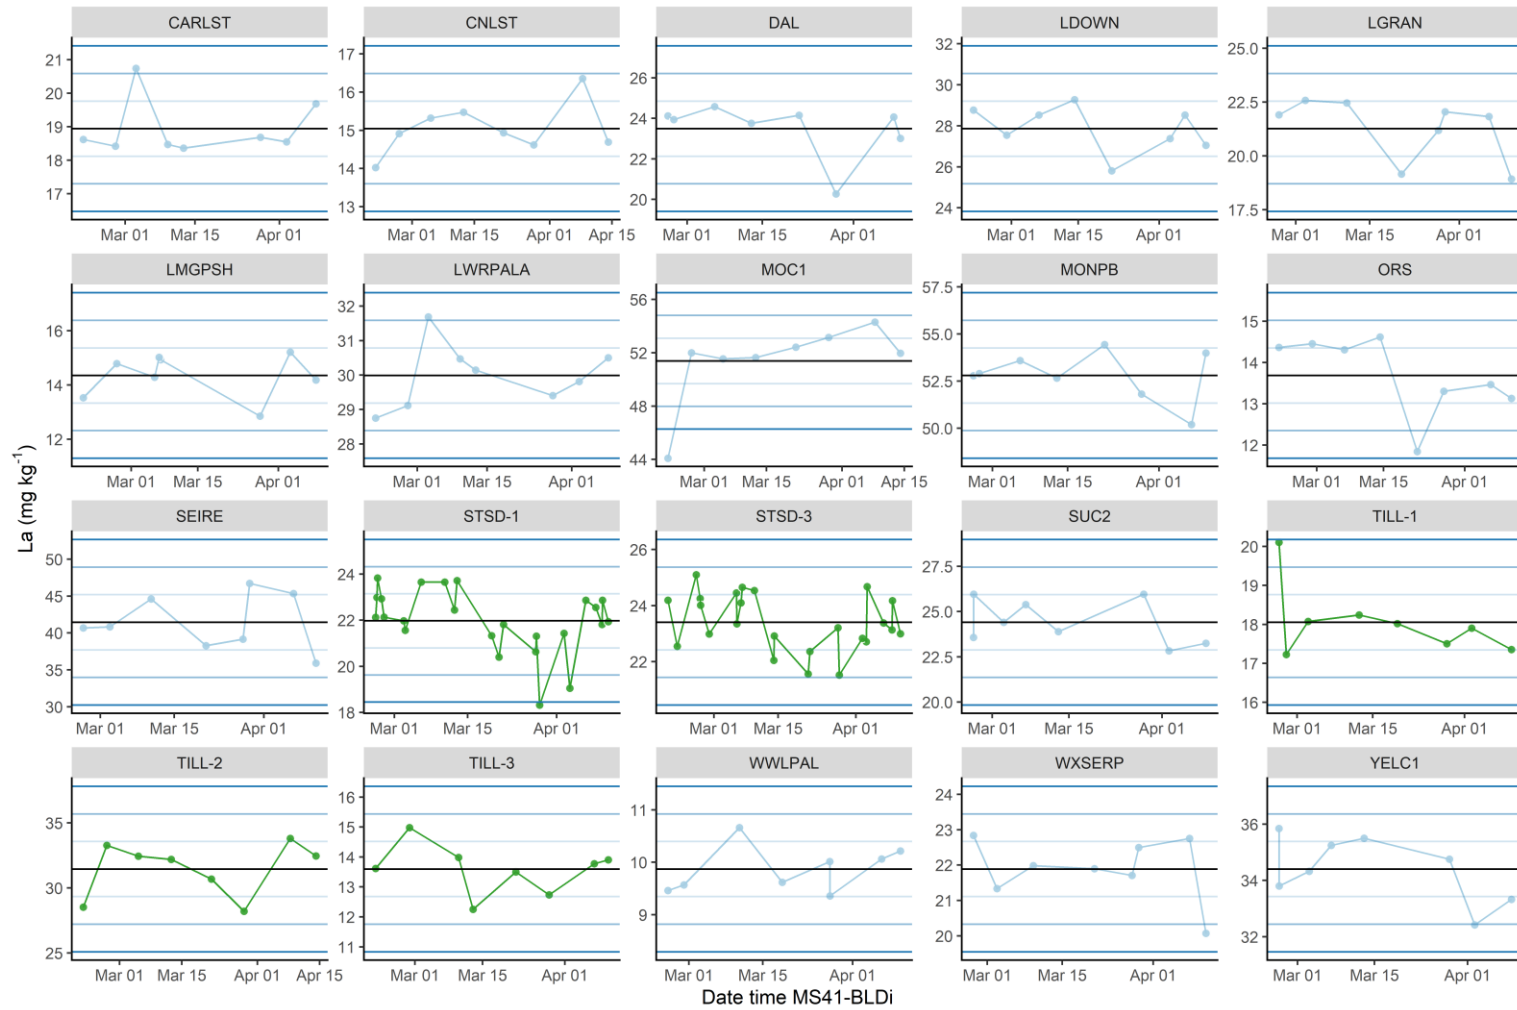 CARLST CNLST DAL LDOWN LGRAN
21 20 19 18 17
17 16 15 14 13
26 24 22 20
32 30 28 26 24
25.0 22.5 20.0 17.5
Mar 01 Mar 15 Apr 01
Mar 01 Mar 15 Apr 01 Apr 15
Mar 01 Mar 15 Apr 01
Mar 01 Mar 15 Apr 01
Mar 01 Mar 15 Apr 01
LMGPSH LWRPALA MOC1 MONPB ORS
16 14 12
32 31 30 29 28
56 52 48 44
57.5 55.0 52.5 50.0
15 14 13 12
Mar 01 Mar 15 Apr 01
Mar 01 Mar 15 Apr 01
Mar 01 Mar 15 Apr 01 Apr 15
Mar 01 Mar 15 Apr 01
Mar 01 Mar 15 Apr 01
La (mg kg⁻¹)
SEIRE STSD-1 STSD-3 SUC2 TILL-1
50 45 40 35 30
24 22 20 18
26 24 22
27.5 25.0 22.5 20.0
20 19 18 17 16
Mar 01 Mar 15 Apr 01
Mar 01 Mar 15 Apr 01
Mar 01 Mar 15 Apr 01
Mar 01 Mar 15 Apr 01
Mar 01 Mar 15 Apr 01
TILL-2 TILL-3 WWLPAL WXSERP YELC1
35 30 25
16 15 14 13 12 11
11 10 9
24 23 22 21 20
36 34 32
Mar 01 Mar 15 Apr 01 Apr 15
Mar 01 Mar 15 Apr 01
Mar 01 Mar 15 Apr 01
Mar 01 Mar 15 Apr 01
Mar 01 Mar 15 Apr 01
Date time MS41-BLDi